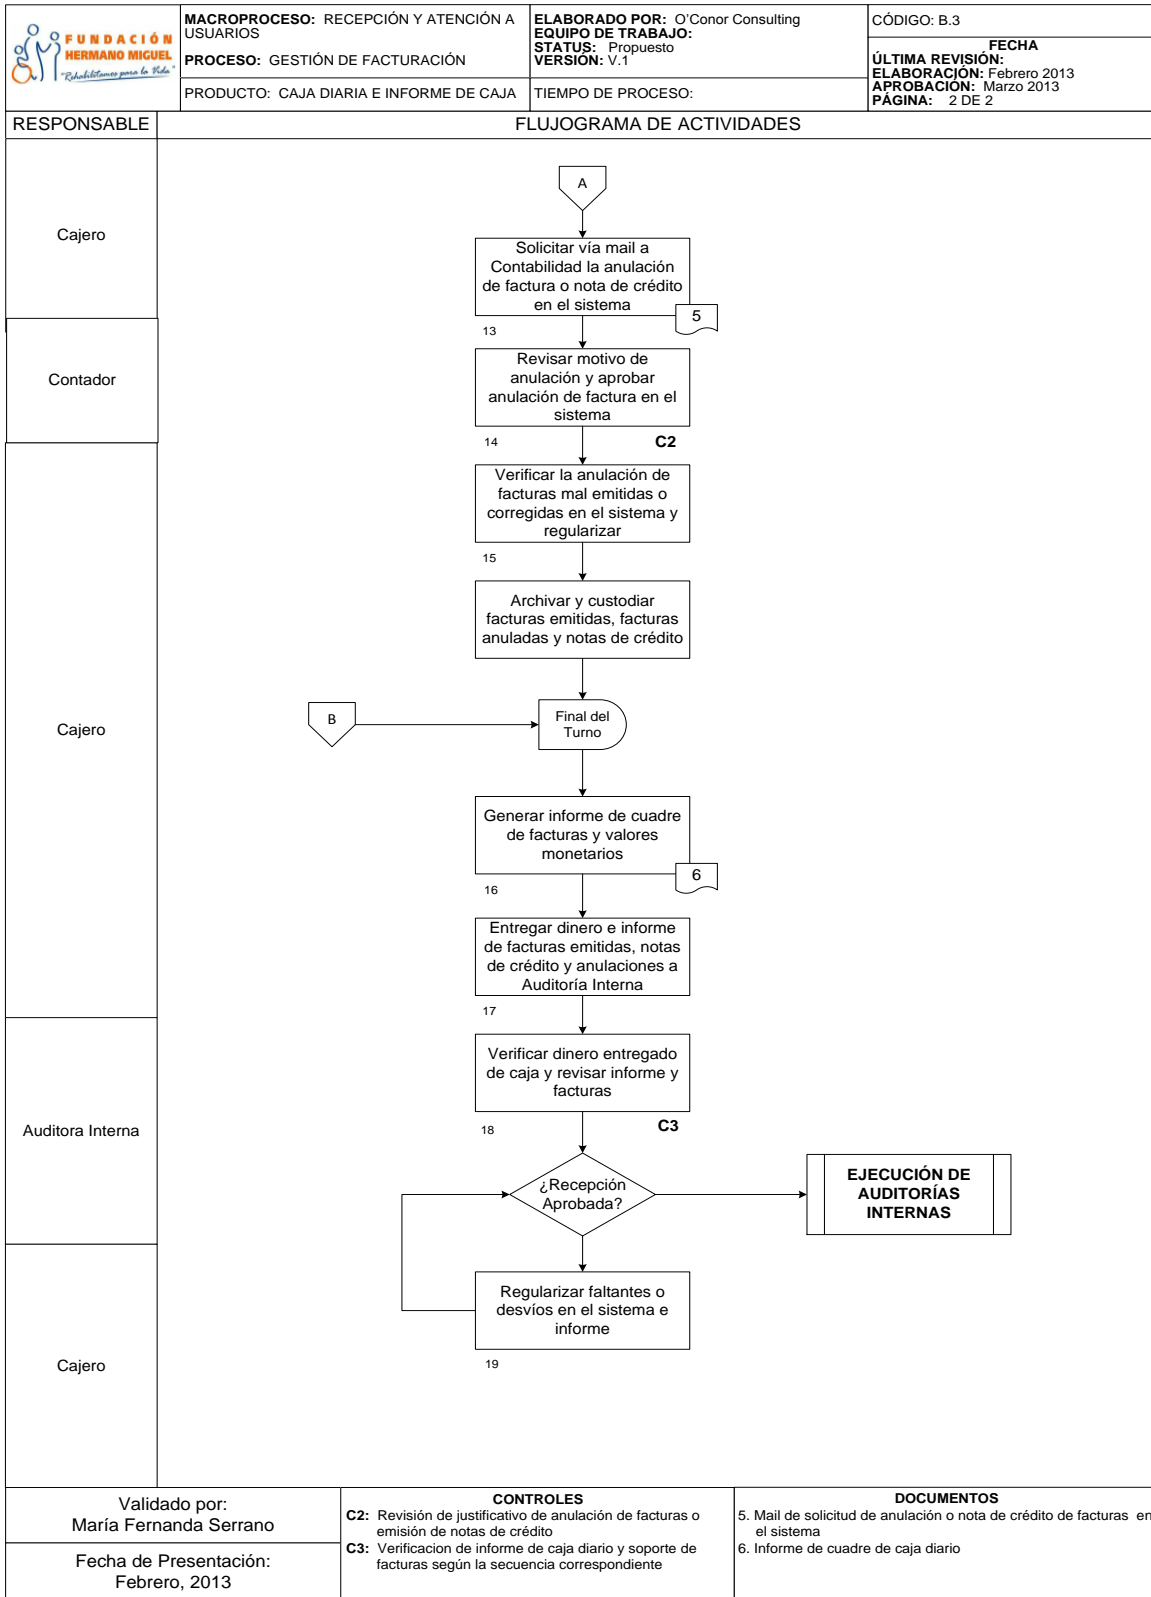 FUNDACIÓN
HERMANO MIGUEL
"Rehabilitamos para la Vida"
MACROPROCESO: RECEPCIÓN Y ATENCIÓN A
USUARIOS
PROCESO: GESTIÓN DE FACTURACIÓN
PRODUCTO: CAJA DIARIA E INFORME DE CAJA
ELABORADO POR: O'Conor Consulting
EQUIPO DE TRABAJO:
STATUS: Propuesto
VERSIÓN: V.1
TIEMPO DE PROCESO:
CÓDIGO: B.3
FECHA
ÚLTIMA REVISIÓN:
ELABORACIÓN: Febrero 2013
APROBACIÓN: Marzo 2013
PÁGINA: 2 DE 2
RESPONSABLE
FLUJOGRAMA DE ACTIVIDADES
A
Cajero
Solicitar vía mail a
Contabilidad la anulación
de factura o nota de crédito
en el sistema
5
13
Contador
Revisar motivo de
anulación y aprobar
anulación de factura en el
sistema
14
C2
Verificar la anulación de
facturas mal emitidas o
corregidas en el sistema y
regularizar
15
Archivar y custodiar
facturas emitidas, facturas
anuladas y notas de crédito
Cajero
B
Final del
Turno
Generar informe de cuadre
de facturas y valores
monetarios
6
16
Entregar dinero e informe
de facturas emitidas, notas
de crédito y anulaciones a
Auditoría Interna
17
Auditora Interna
Verificar dinero entregado
de caja y revisar informe y
facturas
18
C3
¿Recepción
Aprobada?
EJECUCIÓN DE
AUDITORÍAS
INTERNAS
Cajero
Regularizar faltantes o
desvíos en el sistema e
informe
19
Validado por:
María Fernanda Serrano
Fecha de Presentación:
Febrero, 2013
CONTROLES
C2: Revisión de justificativo de anulación de facturas o
emisión de notas de crédito
C3: Verificacion de informe de caja diario y soporte de
facturas según la secuencia correspondiente
DOCUMENTOS
5. Mail de solicitud de anulación o nota de crédito de facturas en
el sistema
6. Informe de cuadre de caja diario